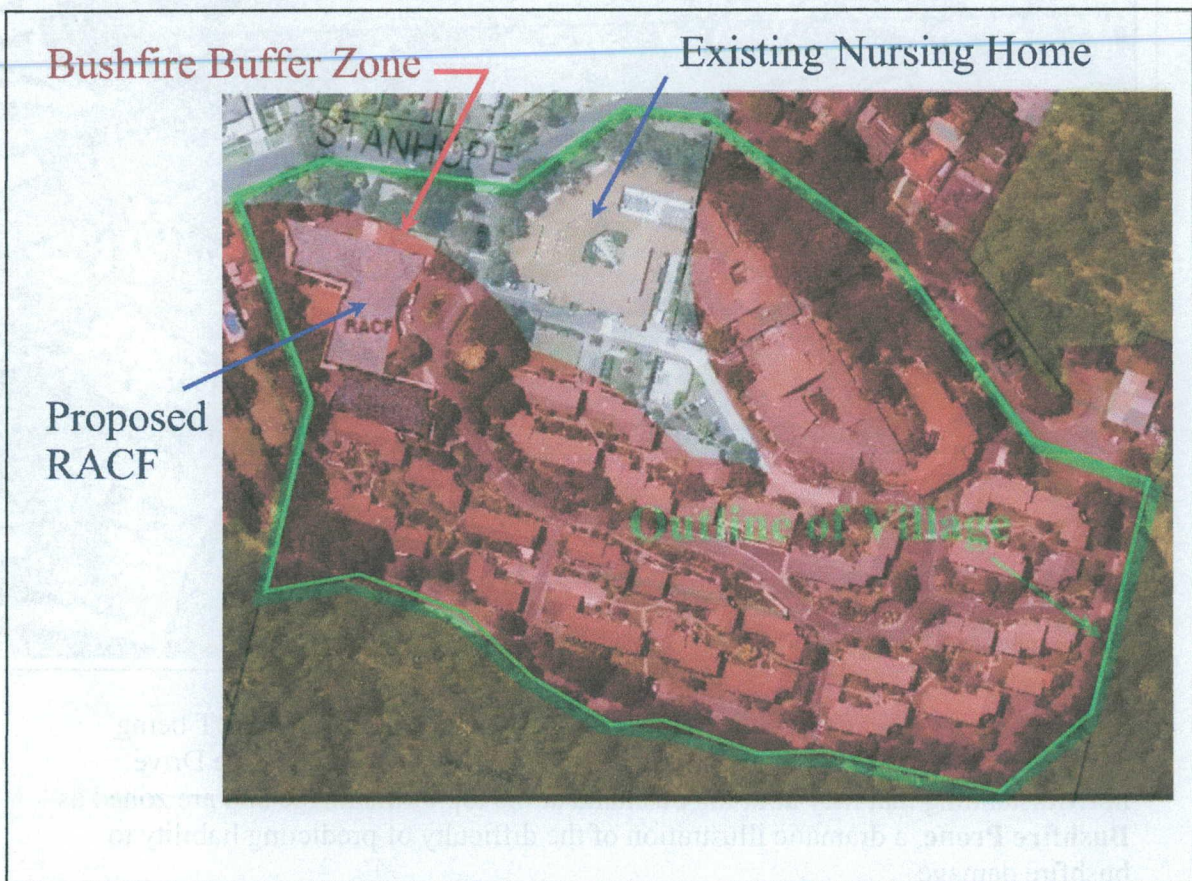 Bushfire Buffer Zone
Existing Nursing Home
STANHOPE
RACF
Proposed
RACF
RD
Outline of Village
Bushfire Prone, a dramatic illustration of the difficulty of predicting liability to
bushfire damage